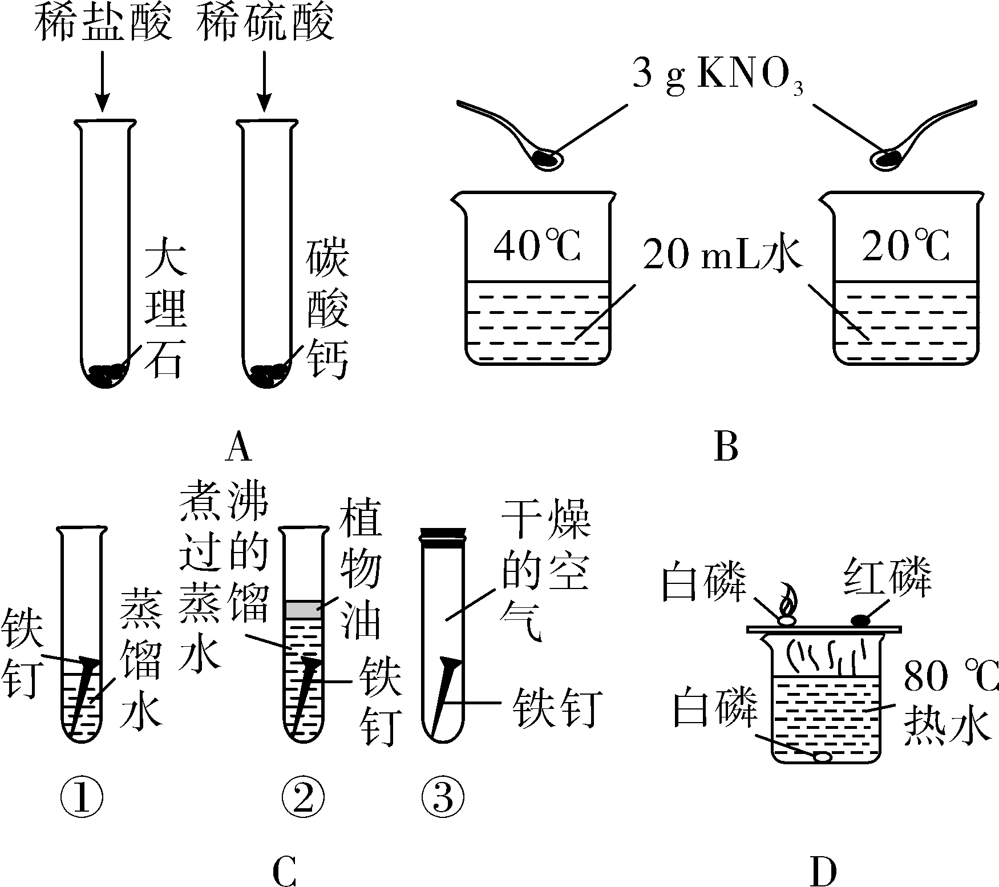 稀盐酸 稀硫酸
大理石
碳酸钙
A
3 g KNO₃
40℃
20 mL水
20℃
B
铁钉
蒸馏水
①
煮沸过的蒸馏水
植物油
铁钉
②
干燥的空气
铁钉
③
C
白磷
红磷
白磷
80 ℃
热水
D